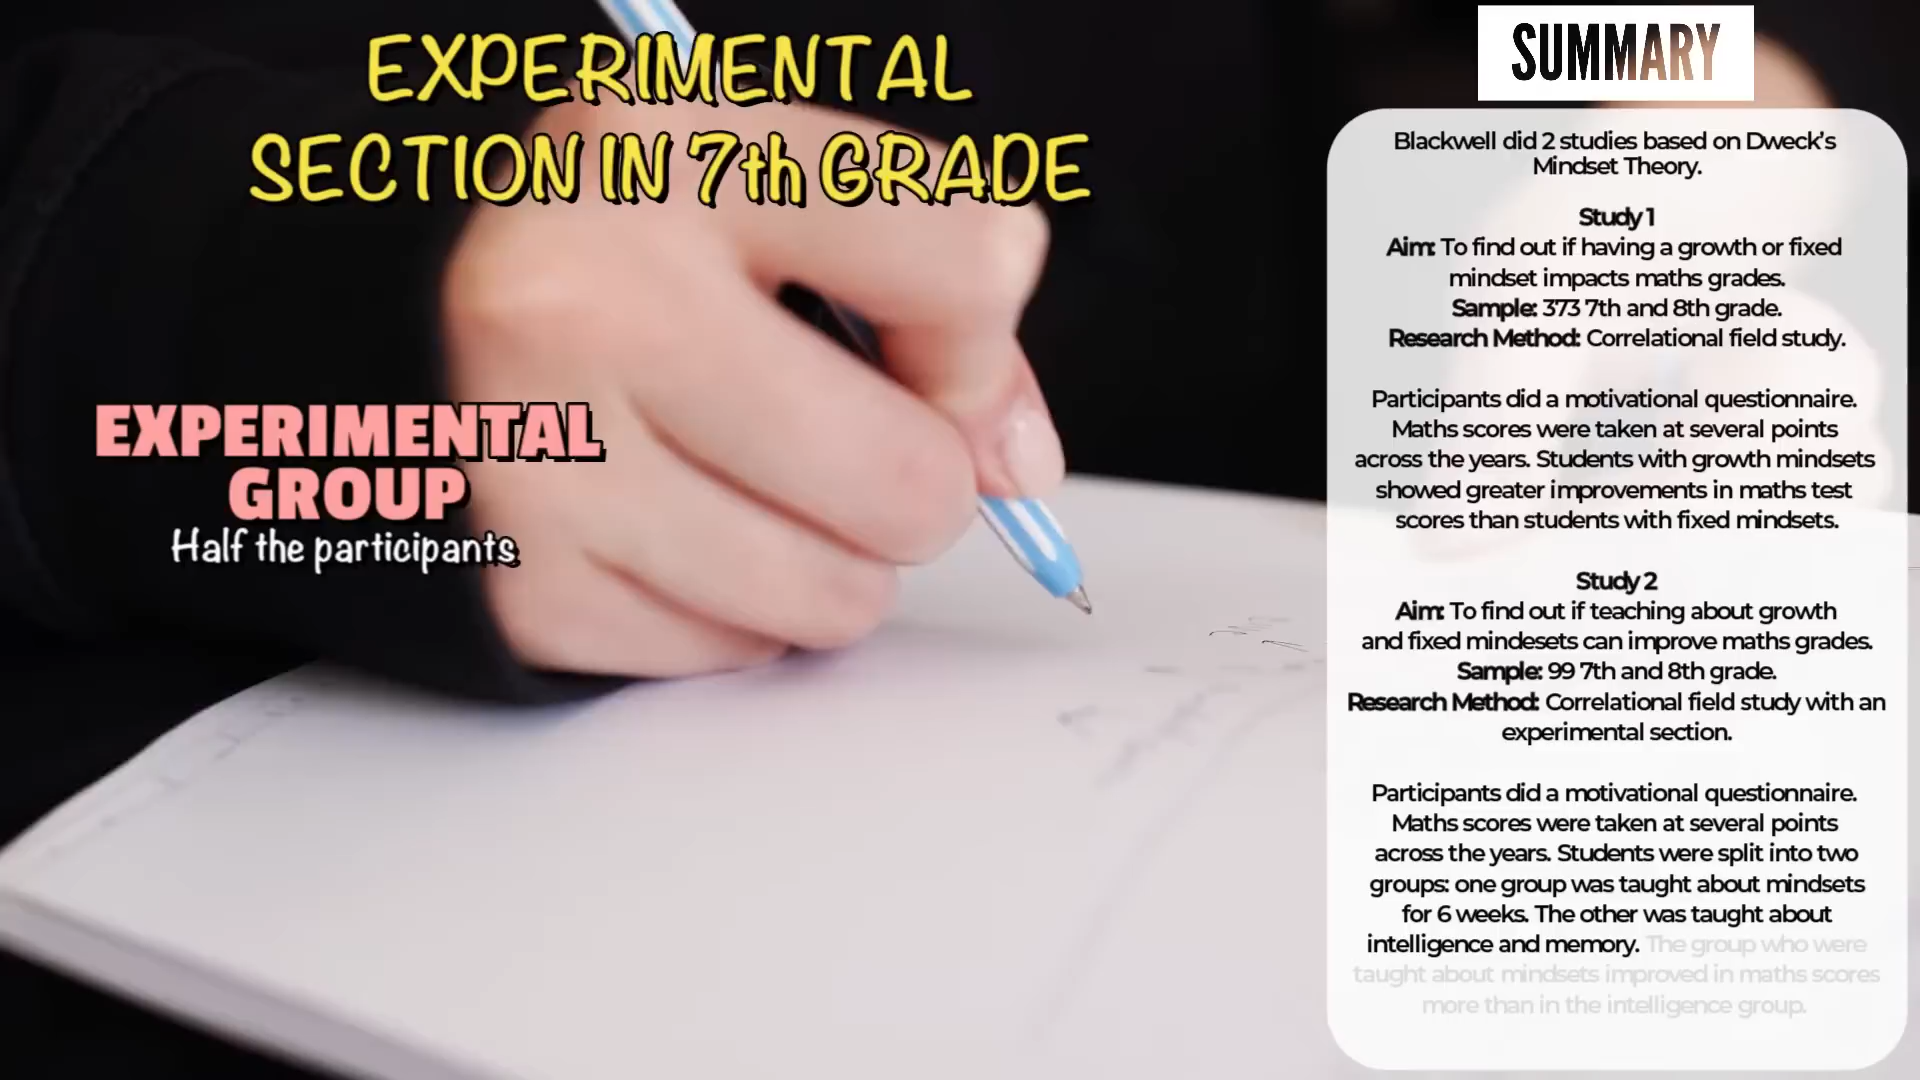 EXPERIMENTAL
SECTION IN 7th GRADE
EXPERIMENTAL
GROUP
Half the participants
SUMMARY
Blackwell did 2 studies based on Dweck's
Mindset Theory.
Study 1
Aim: To find out if having a growth or fixed
mindset impacts maths grades.
Sample: 373 7th and 8th grade.
Research Method: Correlational field study.
Participants did a motivational questionnaire.
Maths scores were taken at several points
across the years. Students with growth mindsets
showed greater improvements in maths test
scores than students with fixed mindsets.
Study 2
Aim: To find out if teaching about growth
and fixed mindesets can improve maths grades.
Sample: 99 7th and 8th grade.
Research Method: Correlational field study with an
experimental section.
Participants did a motivational questionnaire.
Maths scores were taken at several points
across the years. Students were split into two
groups: one group was taught about mindsets
for 6 weeks. The other was taught about
intelligence and memory. The group who were
taught about mindsets improved in maths scores
more than in the intelligence group.